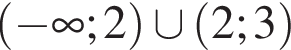 (−∞; 2) ∪ (2; 3)